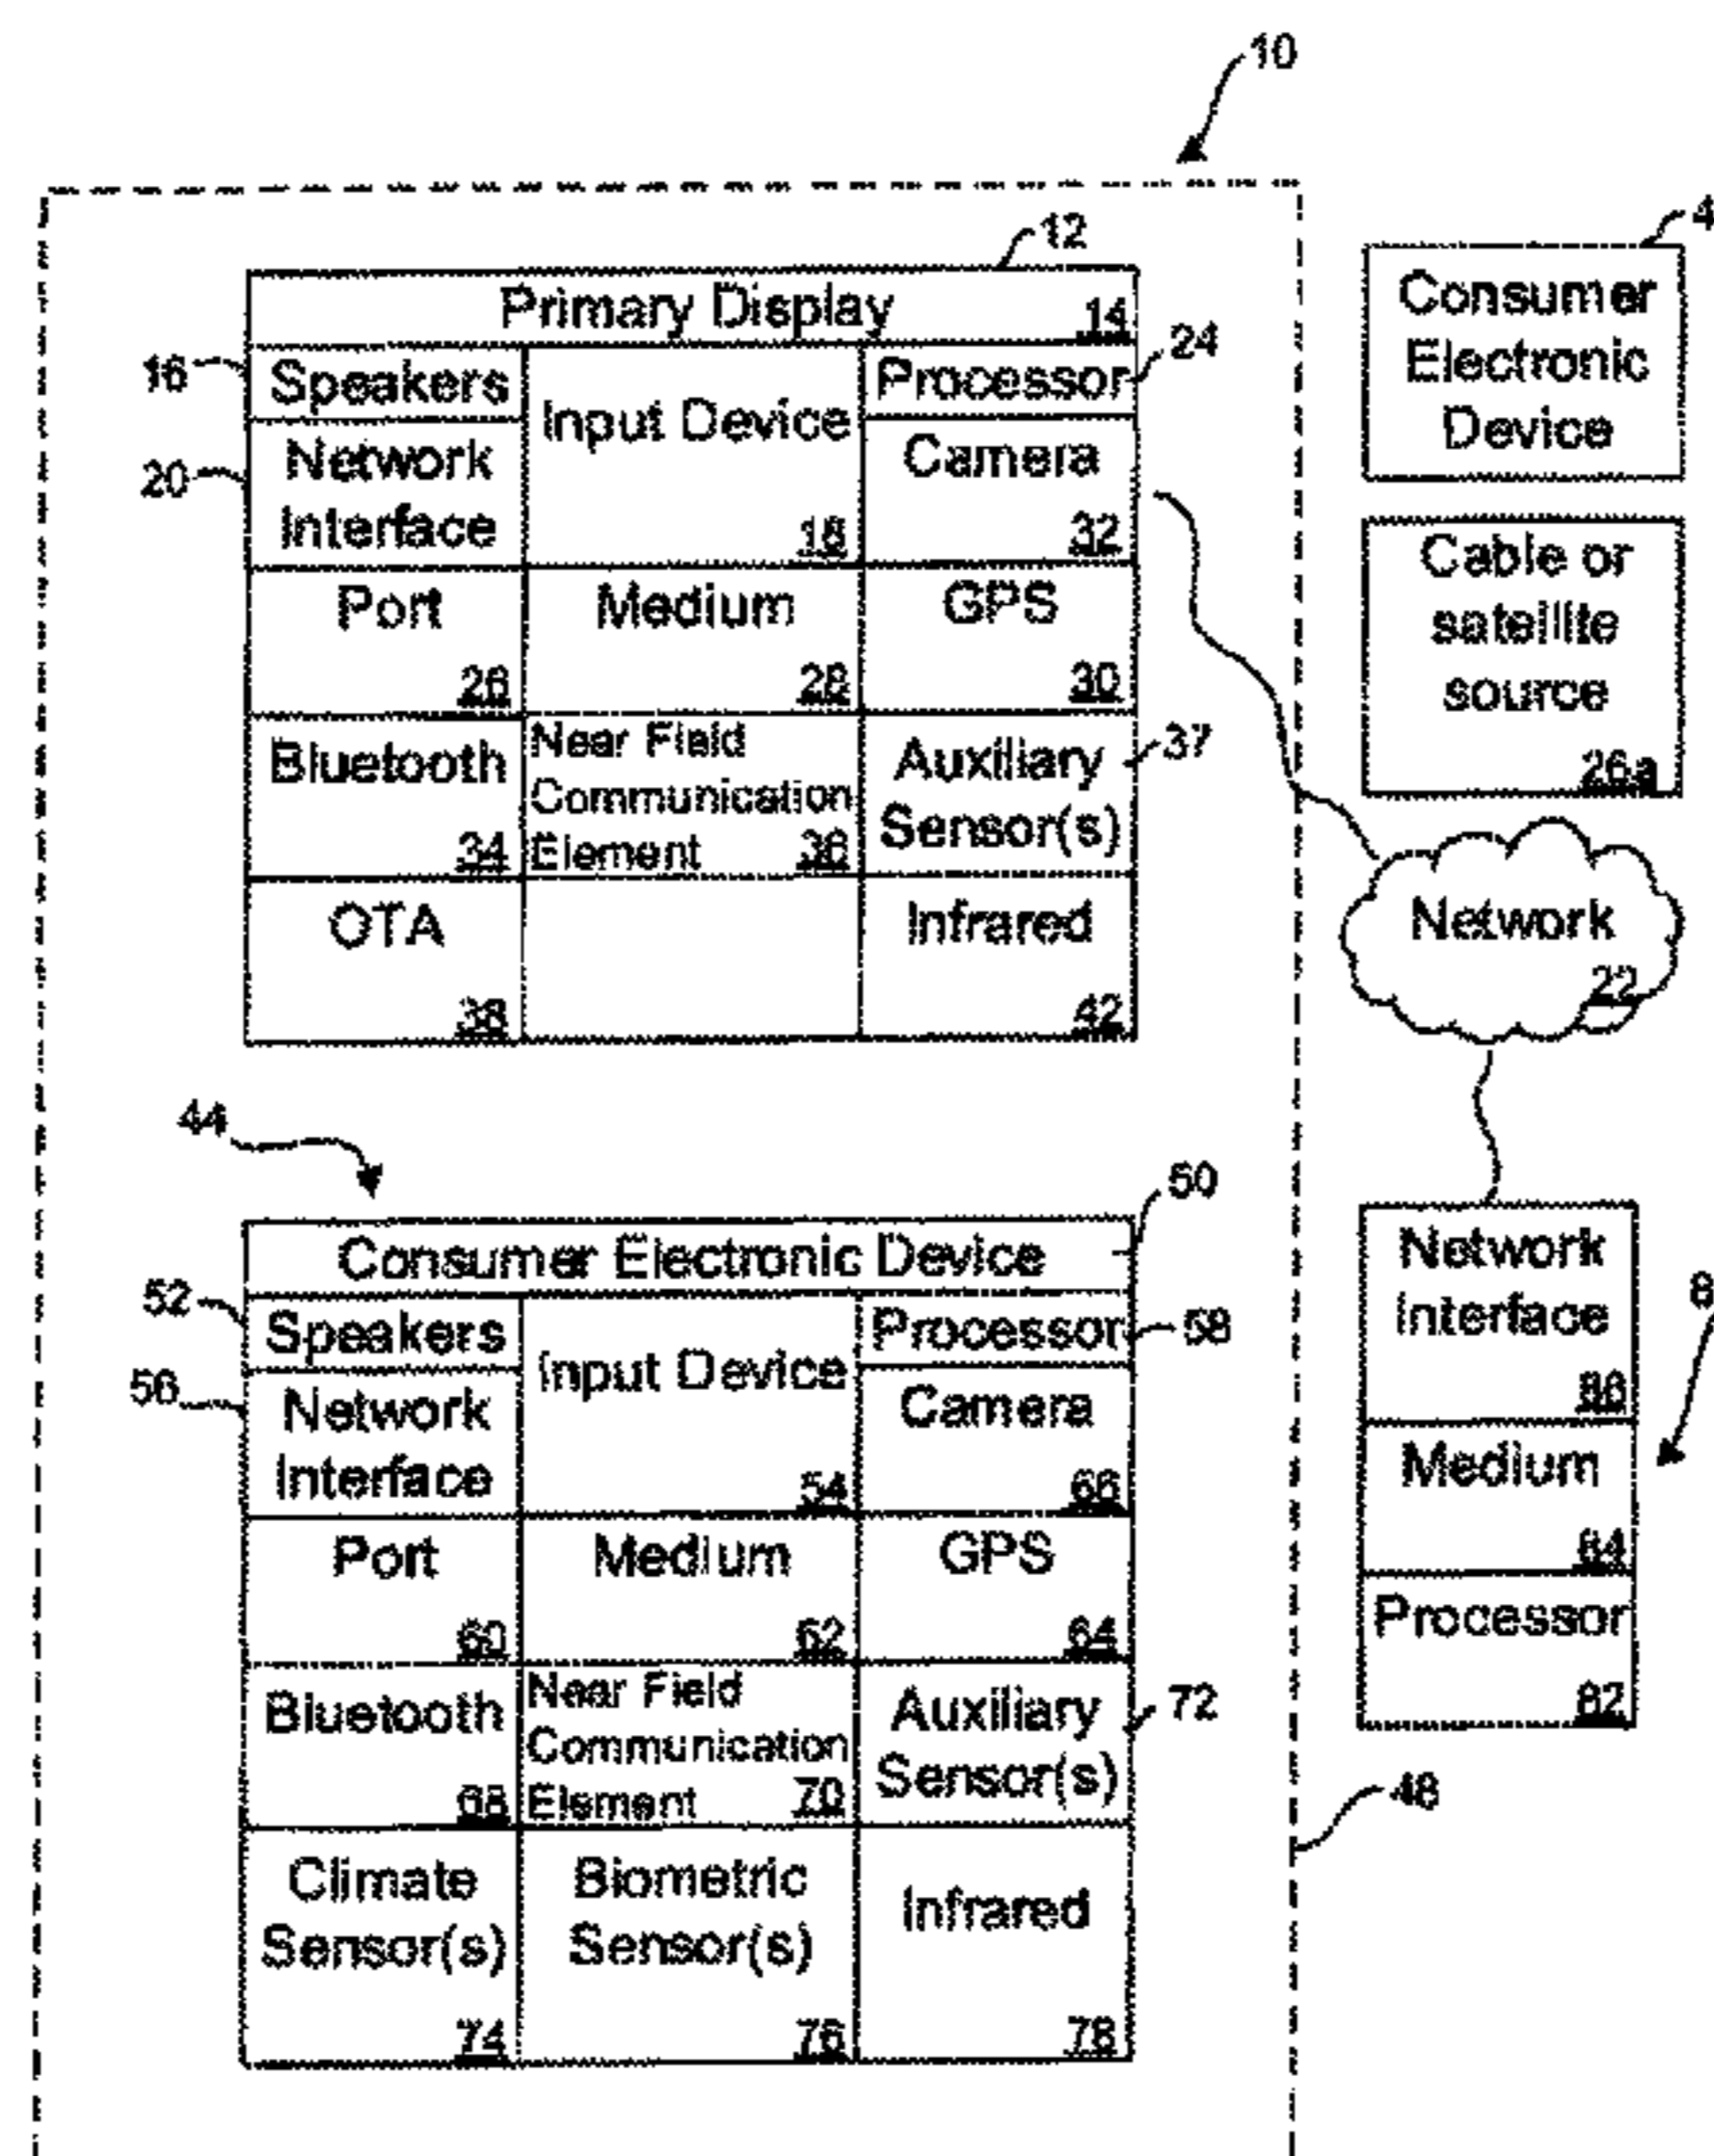 10
12
Primary Display
14
16
Speakers
Input Device
18
Processor
24
20
Network
Interface
Camera
32
Port
26
Medium
28
GPS
30
Bluetooth
34
Near Field
Communication
Element 36
Auxiliary
Sensor(s)
37
OTA
38
Infrared
42
Consumer
Electronic
Device
Cable or
satellite
source
26a
Network
22
44
Consumer Electronic Device
50
52
Speakers
Input Device
54
Processor
58
56
Network
Interface
Camera
66
Port
60
Medium
62
GPS
64
Bluetooth
68
Near Field
Communication
Element 70
Auxiliary
Sensor(s)
72
Climate
Sensor(s)
74
Biometric
Sensor(s)
76
Infrared
78
Network
Interface
86
Medium
84
Processor
82
48